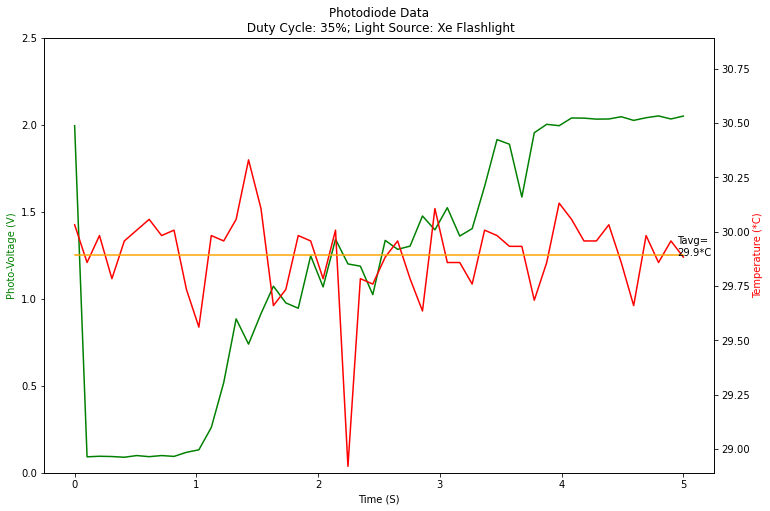 Photodiode Data
Duty Cycle: 35%; Light Source: Xe Flashlight
2.5
2.0
1.5
1.0
0.5
0.0
Photo-Voltage (V)
30.75
30.50
30.25
30.00
29.75
29.50
29.25
29.00
Temperature (*C)
Tavg=
29.9*C
0 1 2 3 4 5
Time (S)